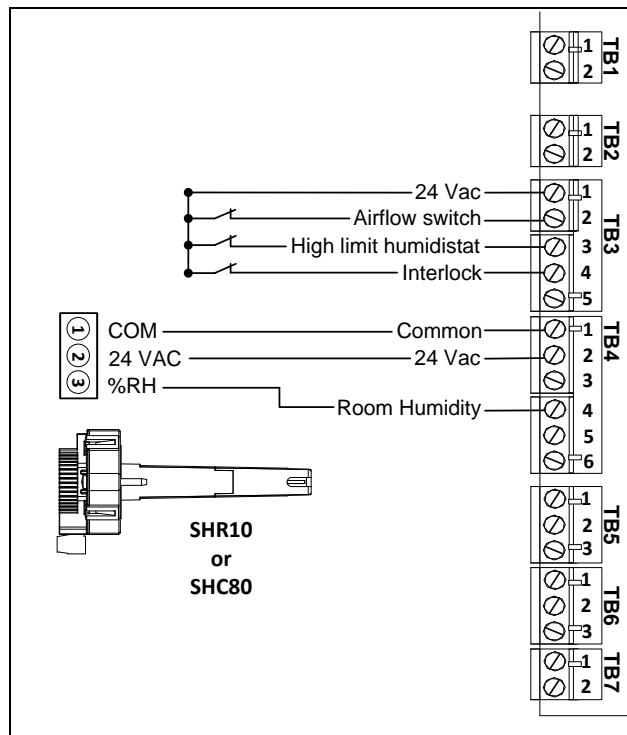 TB1
1
2
TB2
1
2
TB3
24 Vac 1
Airflow switch 2
High limit humidistat 3
Interlock 4
5
TB4
1 COM Common 1
2 24 VAC 24 Vac 2
3
3 %RH Room Humidity 4
5
6
SHR10
or
SHC80
TB5
1
2
3
TB6
1
2
3
TB7
1
2